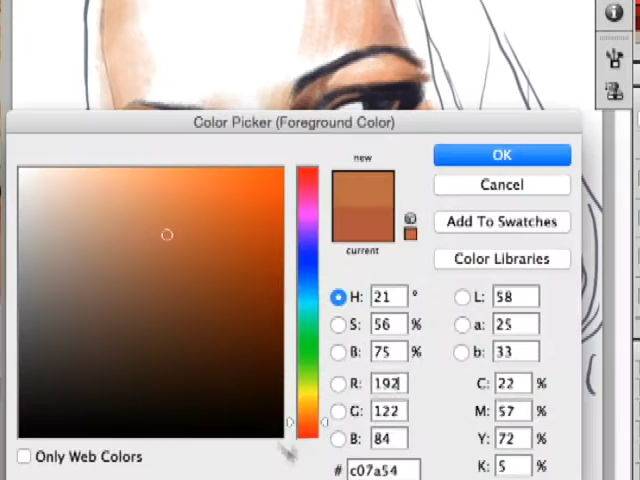 Color Picker (Foreground Color)
new
current
OK
Cancel
Add To Swatches
Color Libraries
H: 21 °
S: 56 %
B: 75 %
R: 192
G: 122
B: 84
# c07a54
L: 58
a: 25
b: 33
C: 22 %
M: 57 %
Y: 72 %
K: 5 %
Only Web Colors